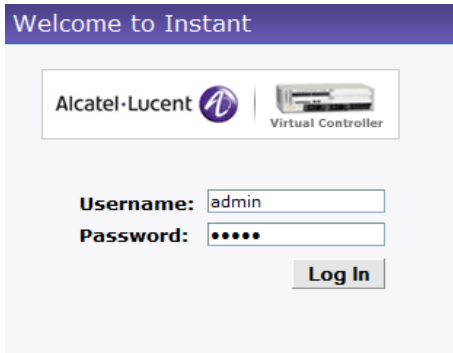 Welcome to Instant
Alcatel·Lucent
Virtual Controller
Username: admin
Password: •••••
Log In